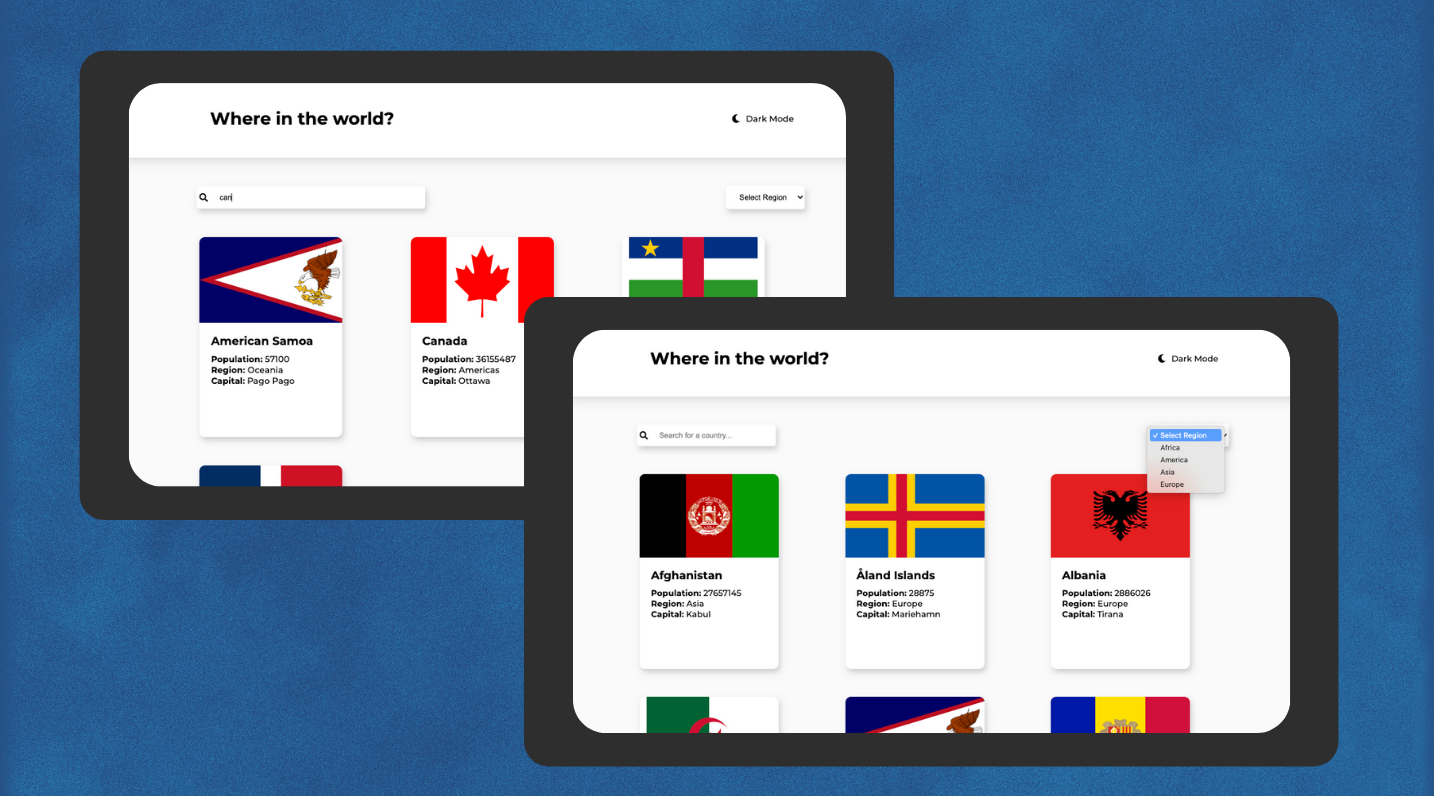 Where in the world?
Dark Mode
can
Select Region
American Samoa
Population: 57100
Region: Oceania
Capital: Pago Pago
Canada
Population: 36155487
Region: Americas
Capital: Ottawa
Where in the world?
Dark Mode
Search for a country...
✓ Select Region
Africa
America
Asia
Europe
Afghanistan
Population: 27657145
Region: Asia
Capital: Kabul
Åland Islands
Population: 28875
Region: Europe
Capital: Mariehamn
Albania
Population: 2886026
Region: Europe
Capital: Tirana